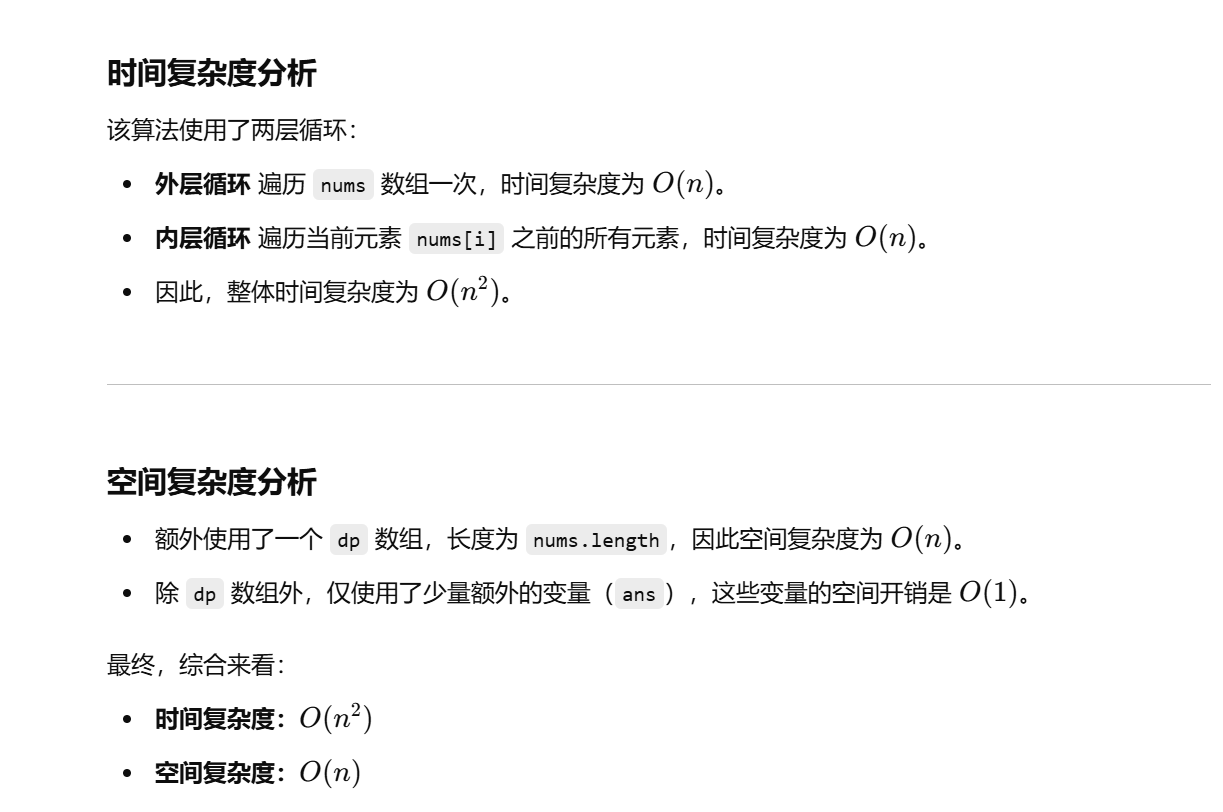 时间复杂度分析
该算法使用了两层循环：
• 外层循环 遍历 nums 数组一次，时间复杂度为 O(n)。
• 内层循环 遍历当前元素 nums[i] 之前的所有元素，时间复杂度为 O(n)。
• 因此，整体时间复杂度为 O(n²)。
空间复杂度分析
• 额外使用了一个 dp 数组，长度为 nums.length，因此空间复杂度为 O(n)。
• 除 dp 数组外，仅使用了少量额外的变量（ans），这些变量的空间开销是 O(1)。
最终，综合来看：
• 时间复杂度：O(n²)
• 空间复杂度：O(n)